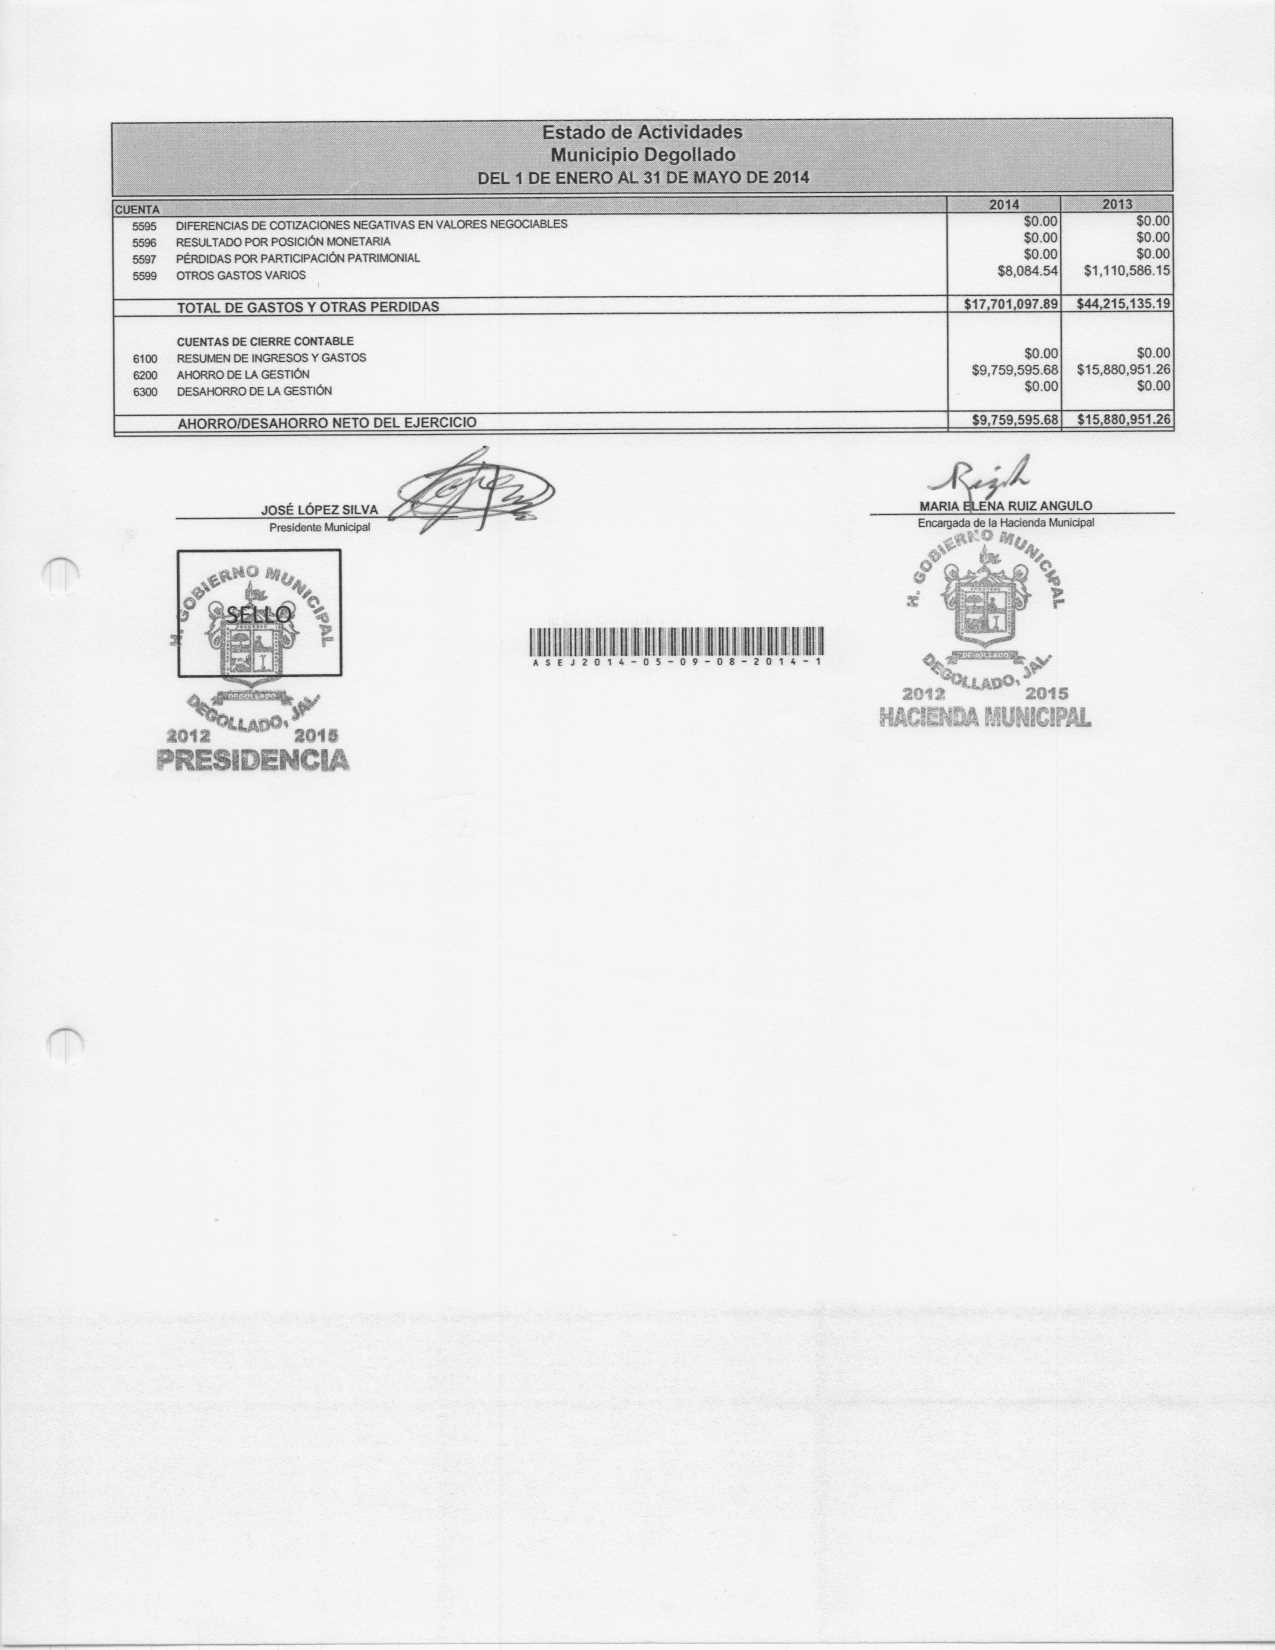 Estado de Actividades
Municipio Degollado
DEL 1 DE ENERO AL 31 DE MAYO DE 2014
CUENTA 2014 2013
5595 DIFERENCIAS DE COTIZACIONES NEGATIVAS EN VALORES NEGOCIABLES $0.00 $0.00
5596 RESULTADO POR POSICIÓN MONETARIA $0.00 $0.00
5597 PÉRDIDAS POR PARTICIPACIÓN PATRIMONIAL $0.00 $0.00
5599 OTROS GASTOS VARIOS $8,084.54 $1,110,586.15
TOTAL DE GASTOS Y OTRAS PERDIDAS $17,701,097.89 $44,215,135.19
CUENTAS DE CIERRE CONTABLE
6100 RESUMEN DE INGRESOS Y GASTOS $0.00 $0.00
6200 AHORRO DE LA GESTIÓN $9,759,595.68 $15,880,951.26
6300 DESAHORRO DE LA GESTIÓN $0.00 $0.00
AHORRO/DESAHORRO NETO DEL EJERCICIO $9,759,595.68 $15,880,951.26
JOSÉ LÓPEZ SILVA
Presidente Municipal
MARIA ELENA RUIZ ANGULO
Encargada de la Hacienda Municipal
H. GOBIERNO MUNICIPAL
SELLO
DEGOLLADO
DEGOLLADO, JAL.
2012 2015
PRESIDENCIA
ASEJ2014-05-09-08-2014-1
H. GOBIERNO MUNICIPAL
DEGOLLADO
DEGOLLADO, JAL.
2012 2015
HACIENDA MUNICIPAL